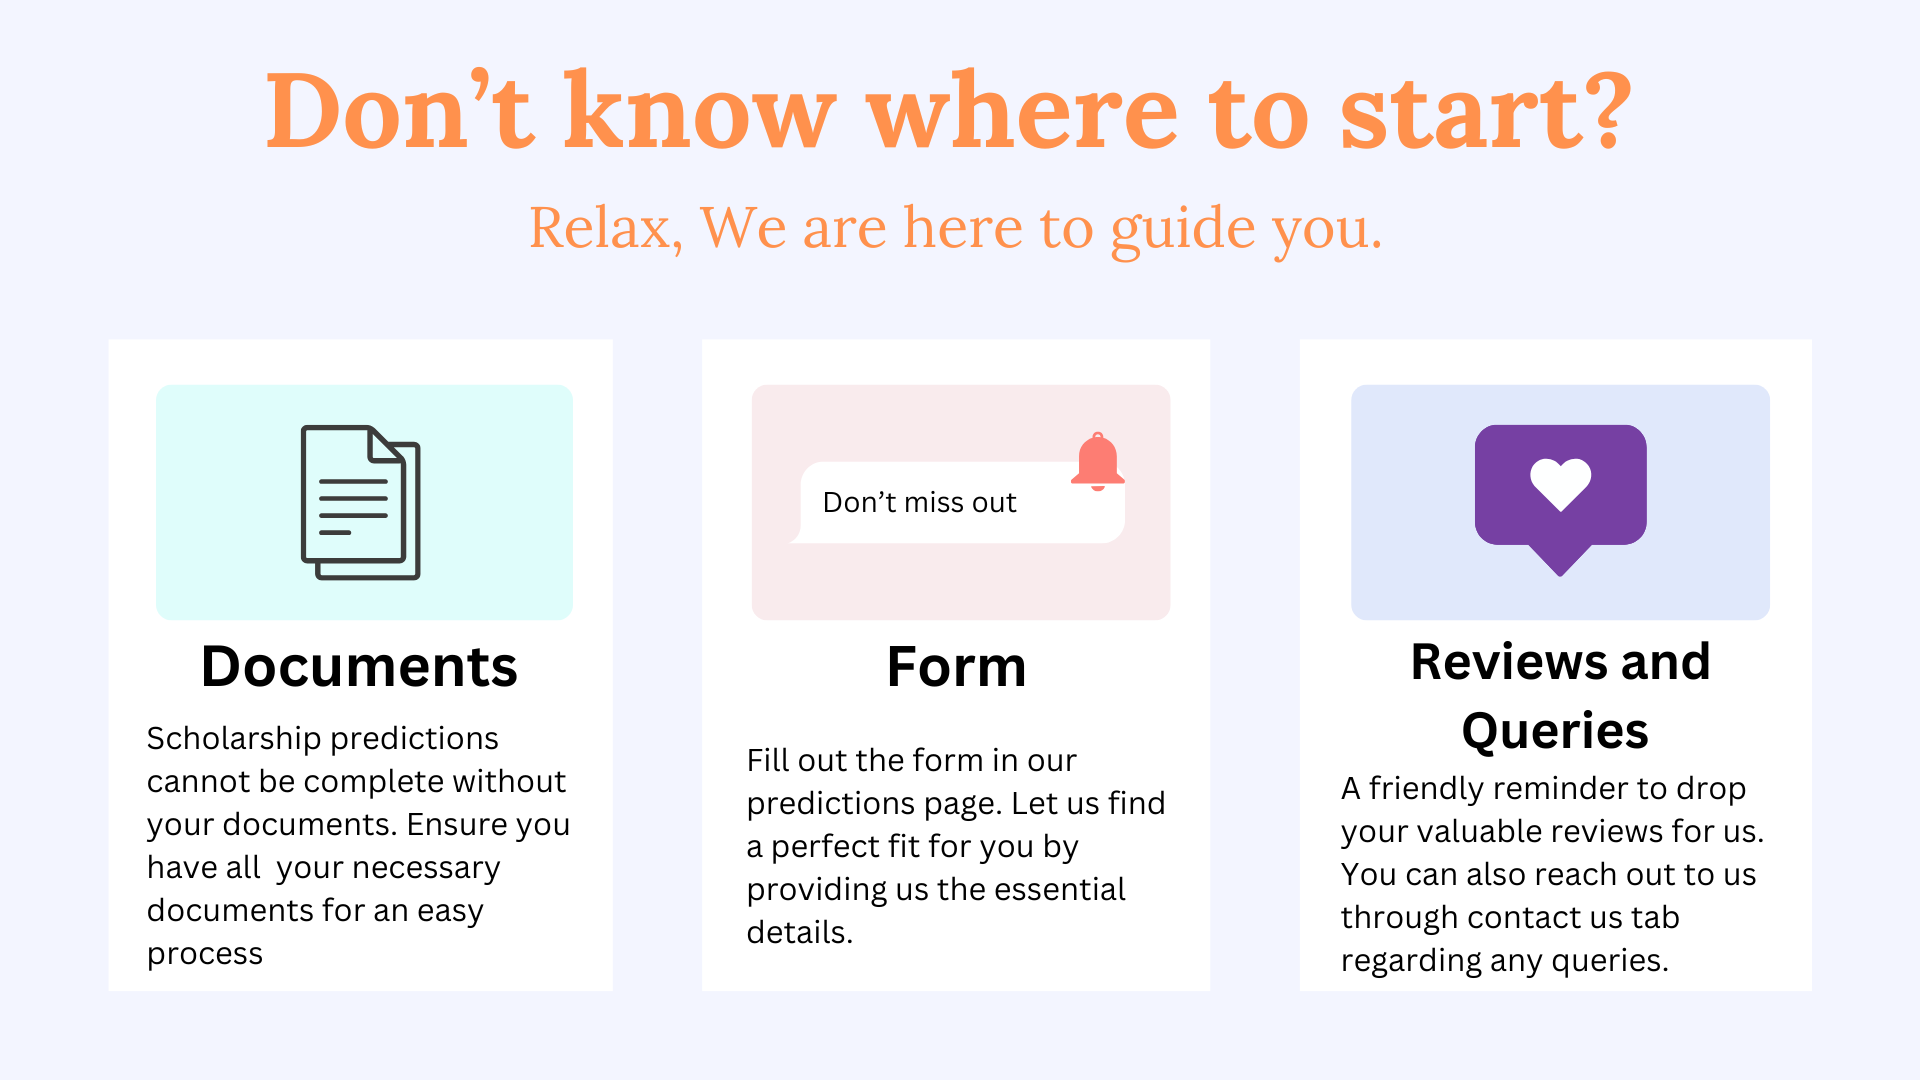 Don’t know where to start?
Relax, We are here to guide you.
Documents
Scholarship predictions
cannot be complete without
your documents. Ensure you
have all  your necessary
documents for an easy
process
Don’t miss out
Form
Fill out the form in our
predictions page. Let us find
a perfect fit for you by
providing us the essential
details.
Reviews and
Queries
A friendly reminder to drop
your valuable reviews for us.
You can also reach out to us
through contact us tab
regarding any queries.